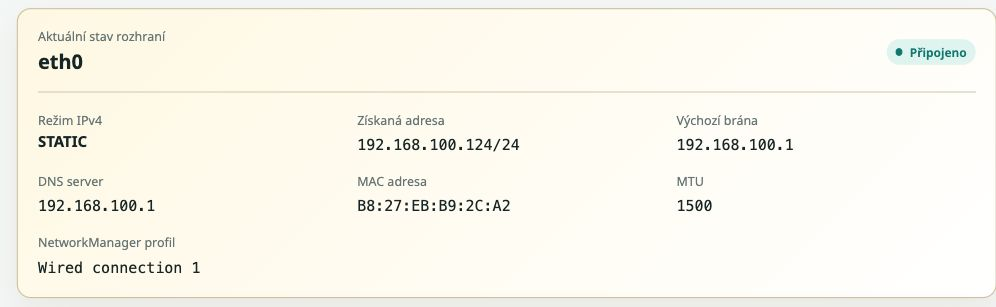 Aktuální stav rozhraní
eth0
Připojeno
Režim IPv4
STATIC
Získaná adresa
192.168.100.124/24
Výchozí brána
192.168.100.1
DNS server
192.168.100.1
MAC adresa
B8:27:EB:B9:2C:A2
MTU
1500
NetworkManager profil
Wired connection 1